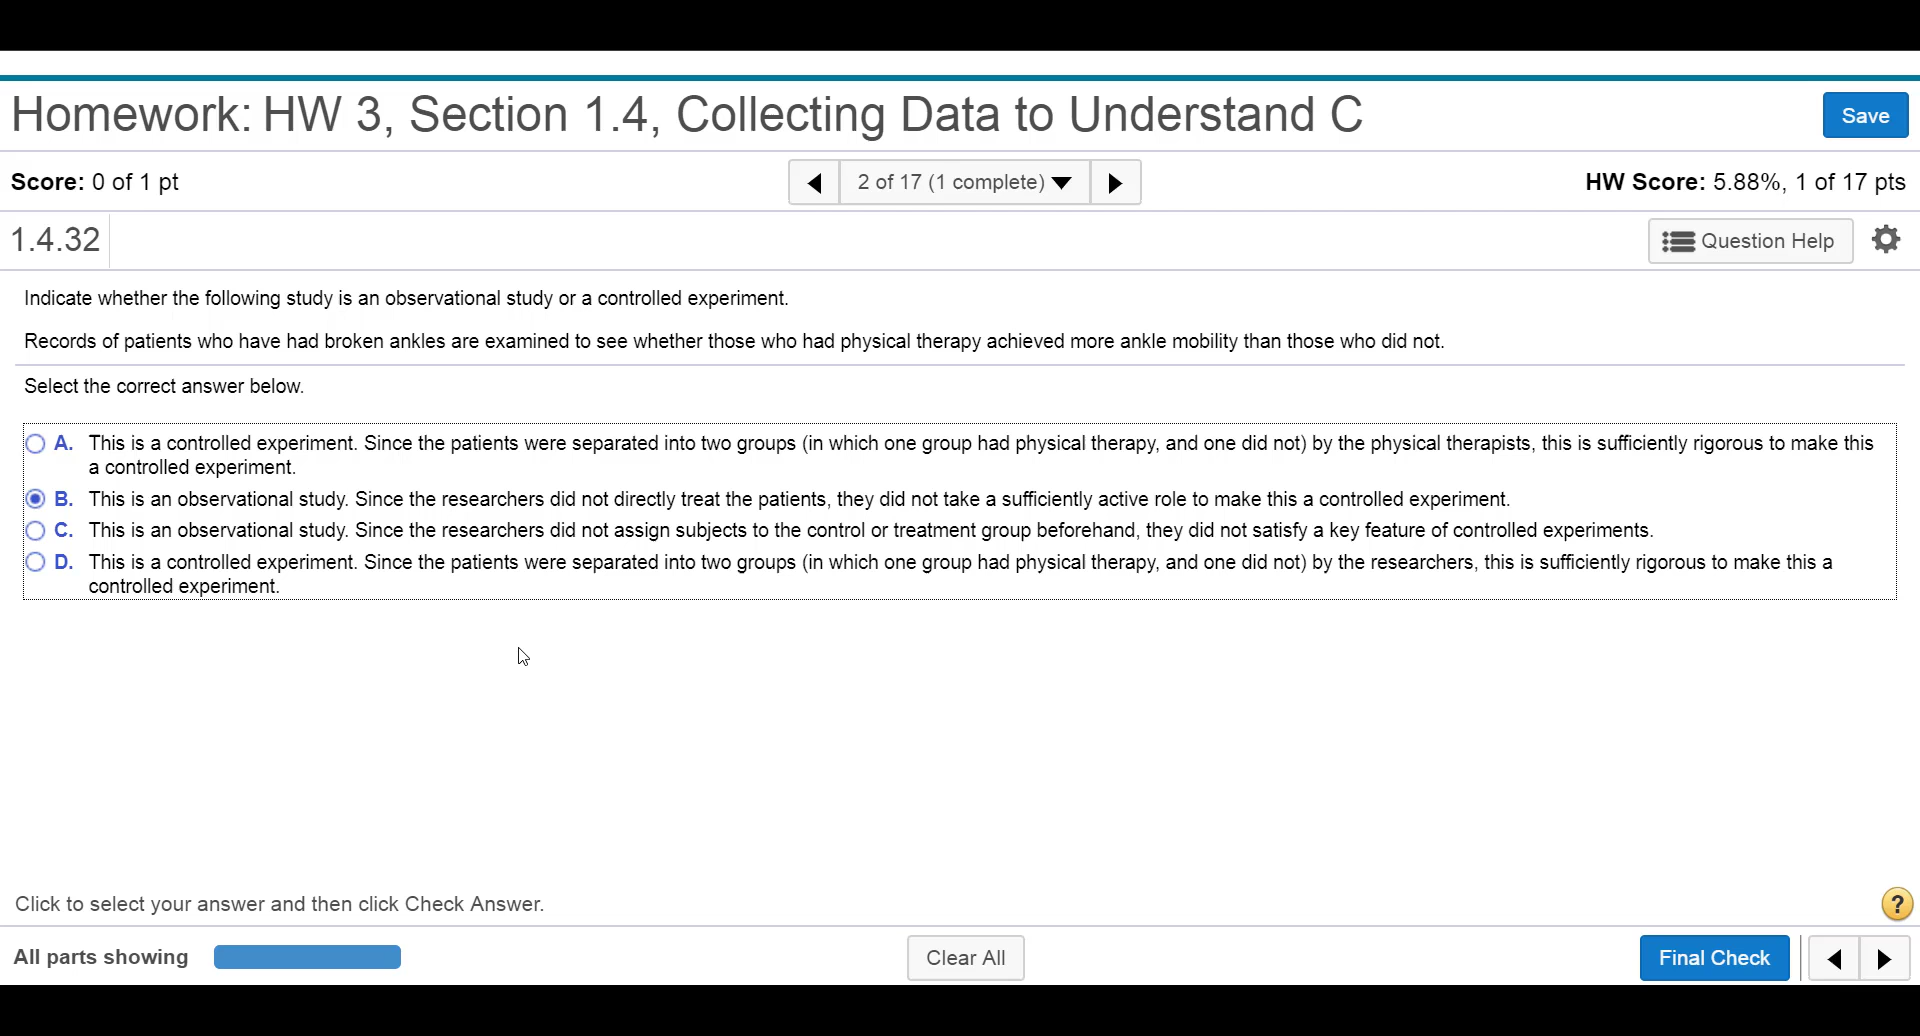 Homework: HW 3, Section 1.4, Collecting Data to Understand C
Save
Score: 0 of 1 pt
2 of 17 (1 complete)
HW Score: 5.88%, 1 of 17 pts
1.4.32
Question Help
Indicate whether the following study is an observational study or a controlled experiment.
Records of patients who have had broken ankles are examined to see whether those who had physical therapy achieved more ankle mobility than those who did not.
Select the correct answer below.
A. This is a controlled experiment. Since the patients were separated into two groups (in which one group had physical therapy, and one did not) by the physical therapists, this is sufficiently rigorous to make this
a controlled experiment.
B. This is an observational study. Since the researchers did not directly treat the patients, they did not take a sufficiently active role to make this a controlled experiment.
C. This is an observational study. Since the researchers did not assign subjects to the control or treatment group beforehand, they did not satisfy a key feature of controlled experiments.
D. This is a controlled experiment. Since the patients were separated into two groups (in which one group had physical therapy, and one did not) by the researchers, this is sufficiently rigorous to make this a
controlled experiment.
Click to select your answer and then click Check Answer.
?
All parts showing
Clear All
Final Check